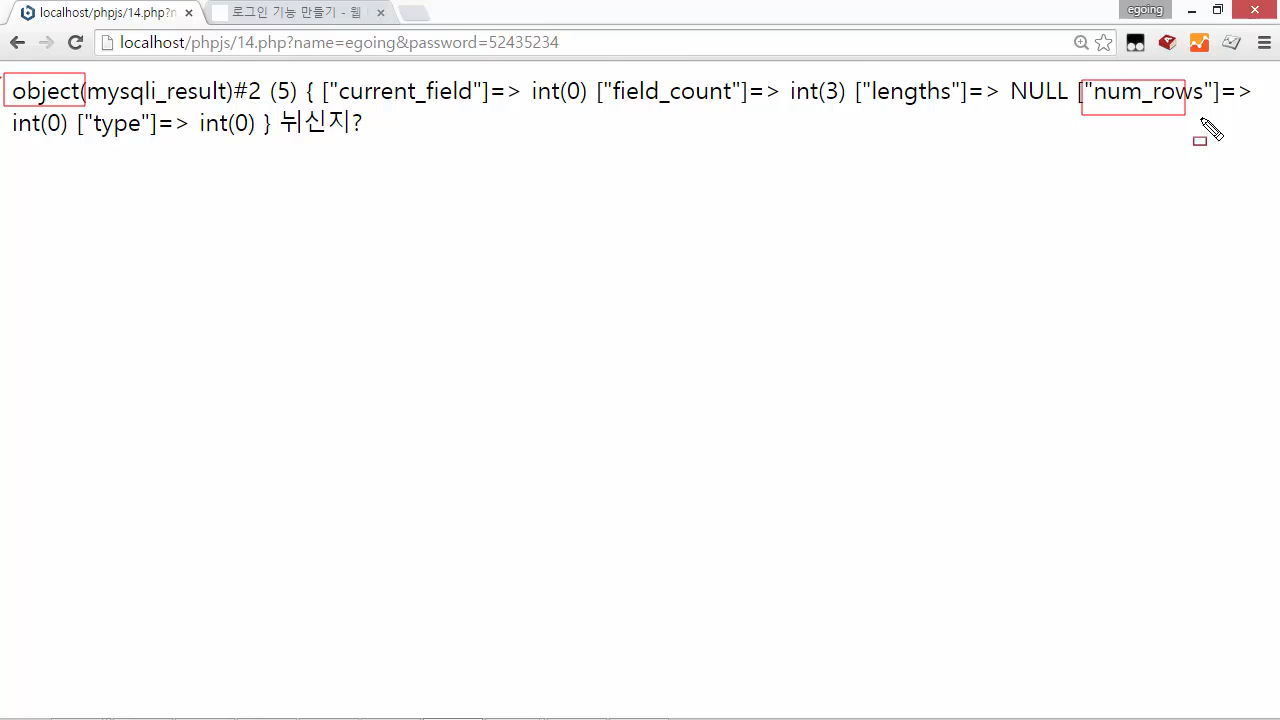 localhost/phpjs/14.php?n
로그인 기능 만들기 - 웹
egoing
localhost/phpjs/14.php?name=egoing&password=52435234
object(mysqli_result)#2 (5) { ["current_field"]=> int(0) ["field_count"]=> int(3) ["lengths"]=> NULL ["num_rows"]=>
int(0) ["type"]=> int(0) } 뉘신지?